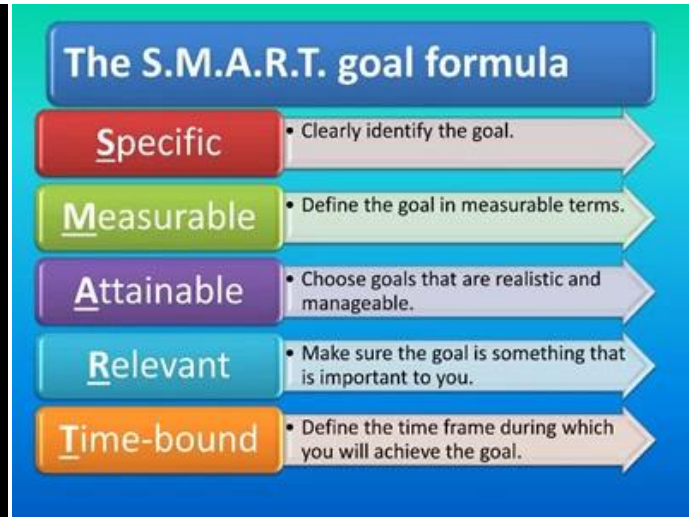 The S.M.A.R.T. goal formula
Specific
• Clearly identify the goal.
Measurable
• Define the goal in measurable terms.
Attainable
• Choose goals that are realistic and
manageable.
Relevant
• Make sure the goal is something that
is important to you.
Time-bound
• Define the time frame during which
you will achieve the goal.